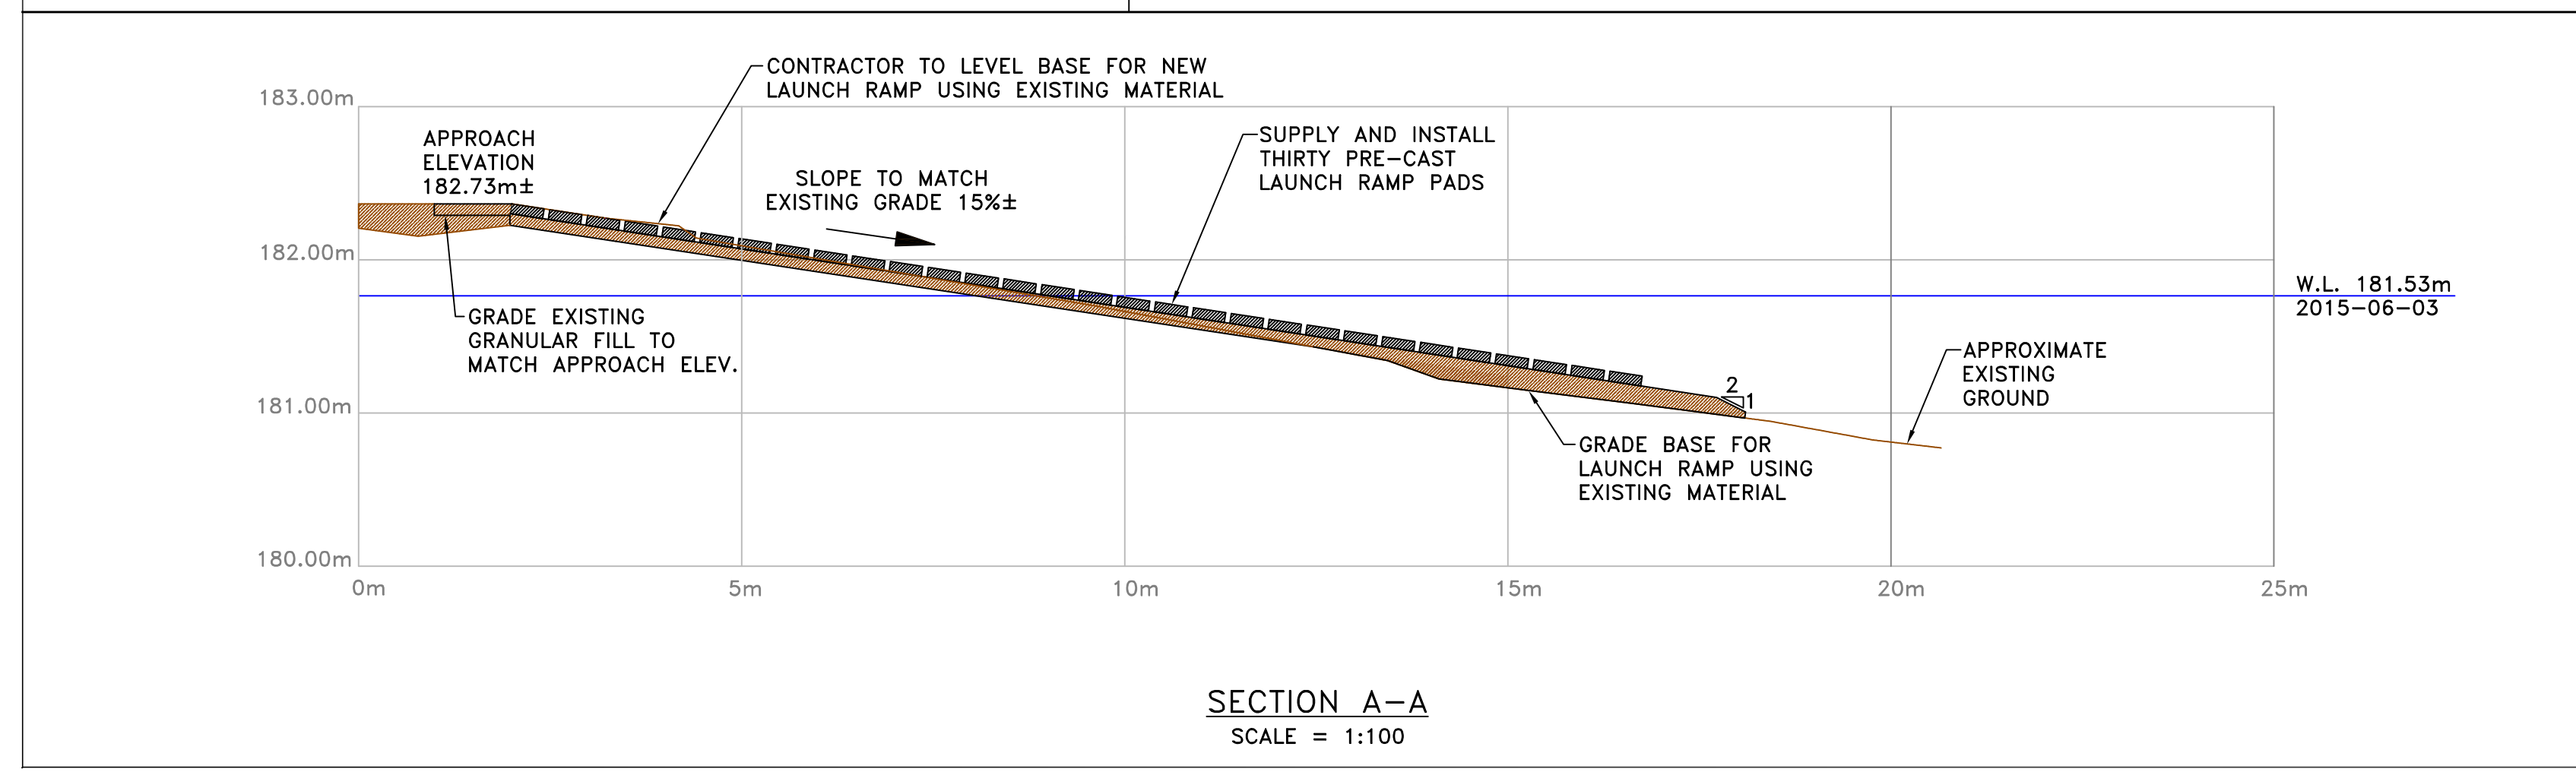 CONTRACTOR TO LEVEL BASE FOR NEW
LAUNCH RAMP USING EXISTING MATERIAL
183.00m
APPROACH
ELEVATION
182.73m±
SLOPE TO MATCH
EXISTING GRADE 15%±
SUPPLY AND INSTALL
THIRTY PRE-CAST
LAUNCH RAMP PADS
182.00m
W.L. 181.53m
2015-06-03
GRADE EXISTING
GRANULAR FILL TO
MATCH APPROACH ELEV.
APPROXIMATE
EXISTING
GROUND
2
1
181.00m
GRADE BASE FOR
LAUNCH RAMP USING
EXISTING MATERIAL
180.00m
0m
5m
10m
15m
20m
25m
SECTION A-A
SCALE = 1:100